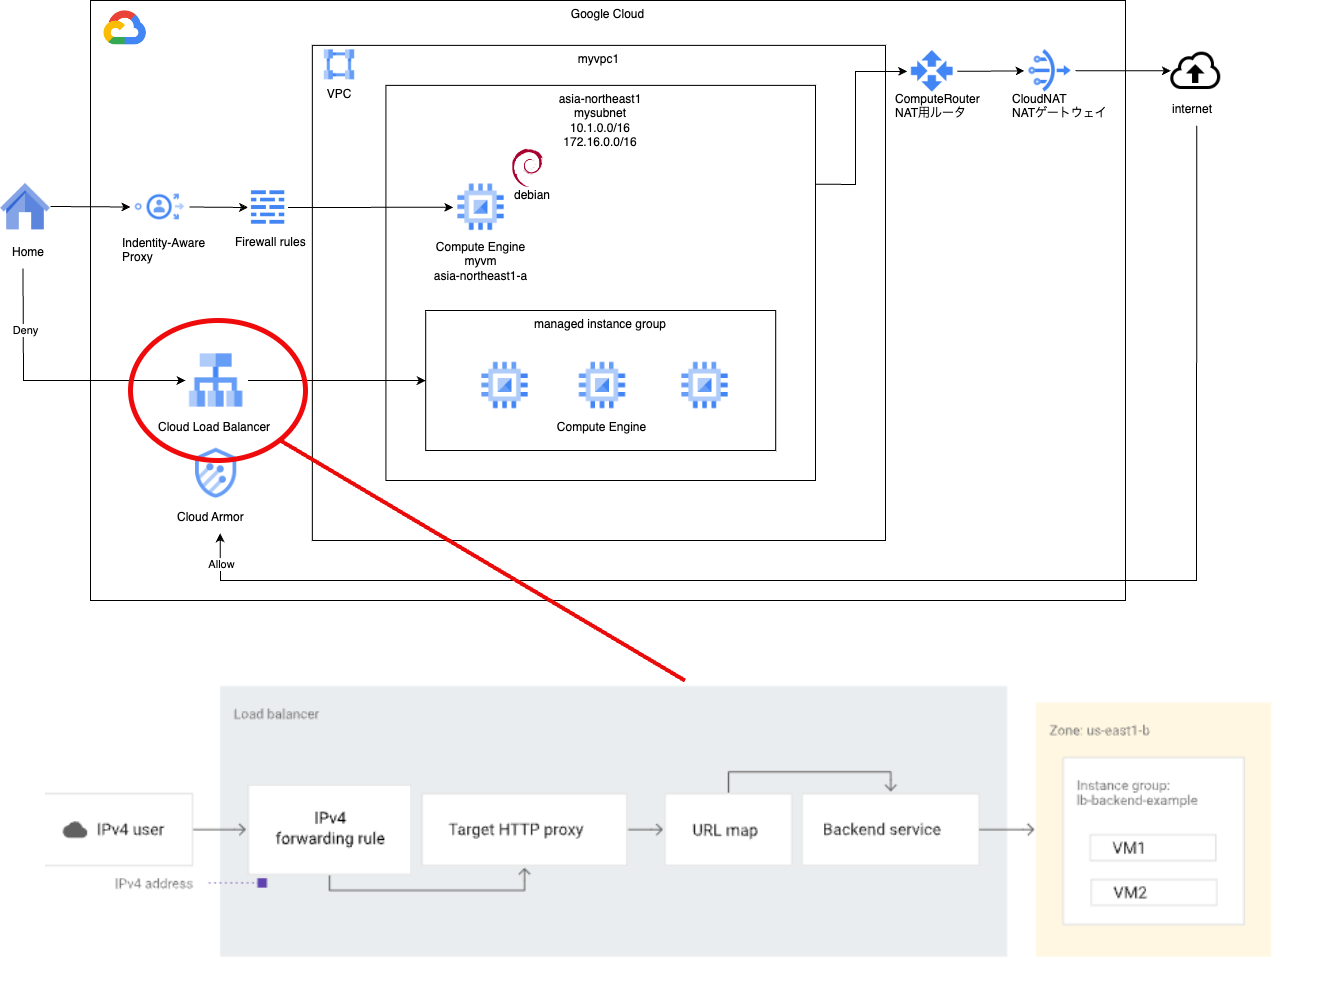 Google Cloud
myvpc1
VPC
asia-northeast1
mysubnet
10.1.0.0/16
172.16.0.0/16
debian
ComputeRouter
NAT用ルータ
CloudNAT
NATゲートウェイ
internet
Home
Indentity-Aware
Proxy
Firewall rules
Compute Engine
myvm
asia-northeast1-a
Deny
managed instance group
Compute Engine
Cloud Load Balancer
Cloud Armor
Allow
Load balancer
IPv4 user
IPv4 address
IPv4
forwarding rule
Target HTTP proxy
URL map
Backend service
Zone: us-east1-b
Instance group:
lb-backend-example
VM1
VM2